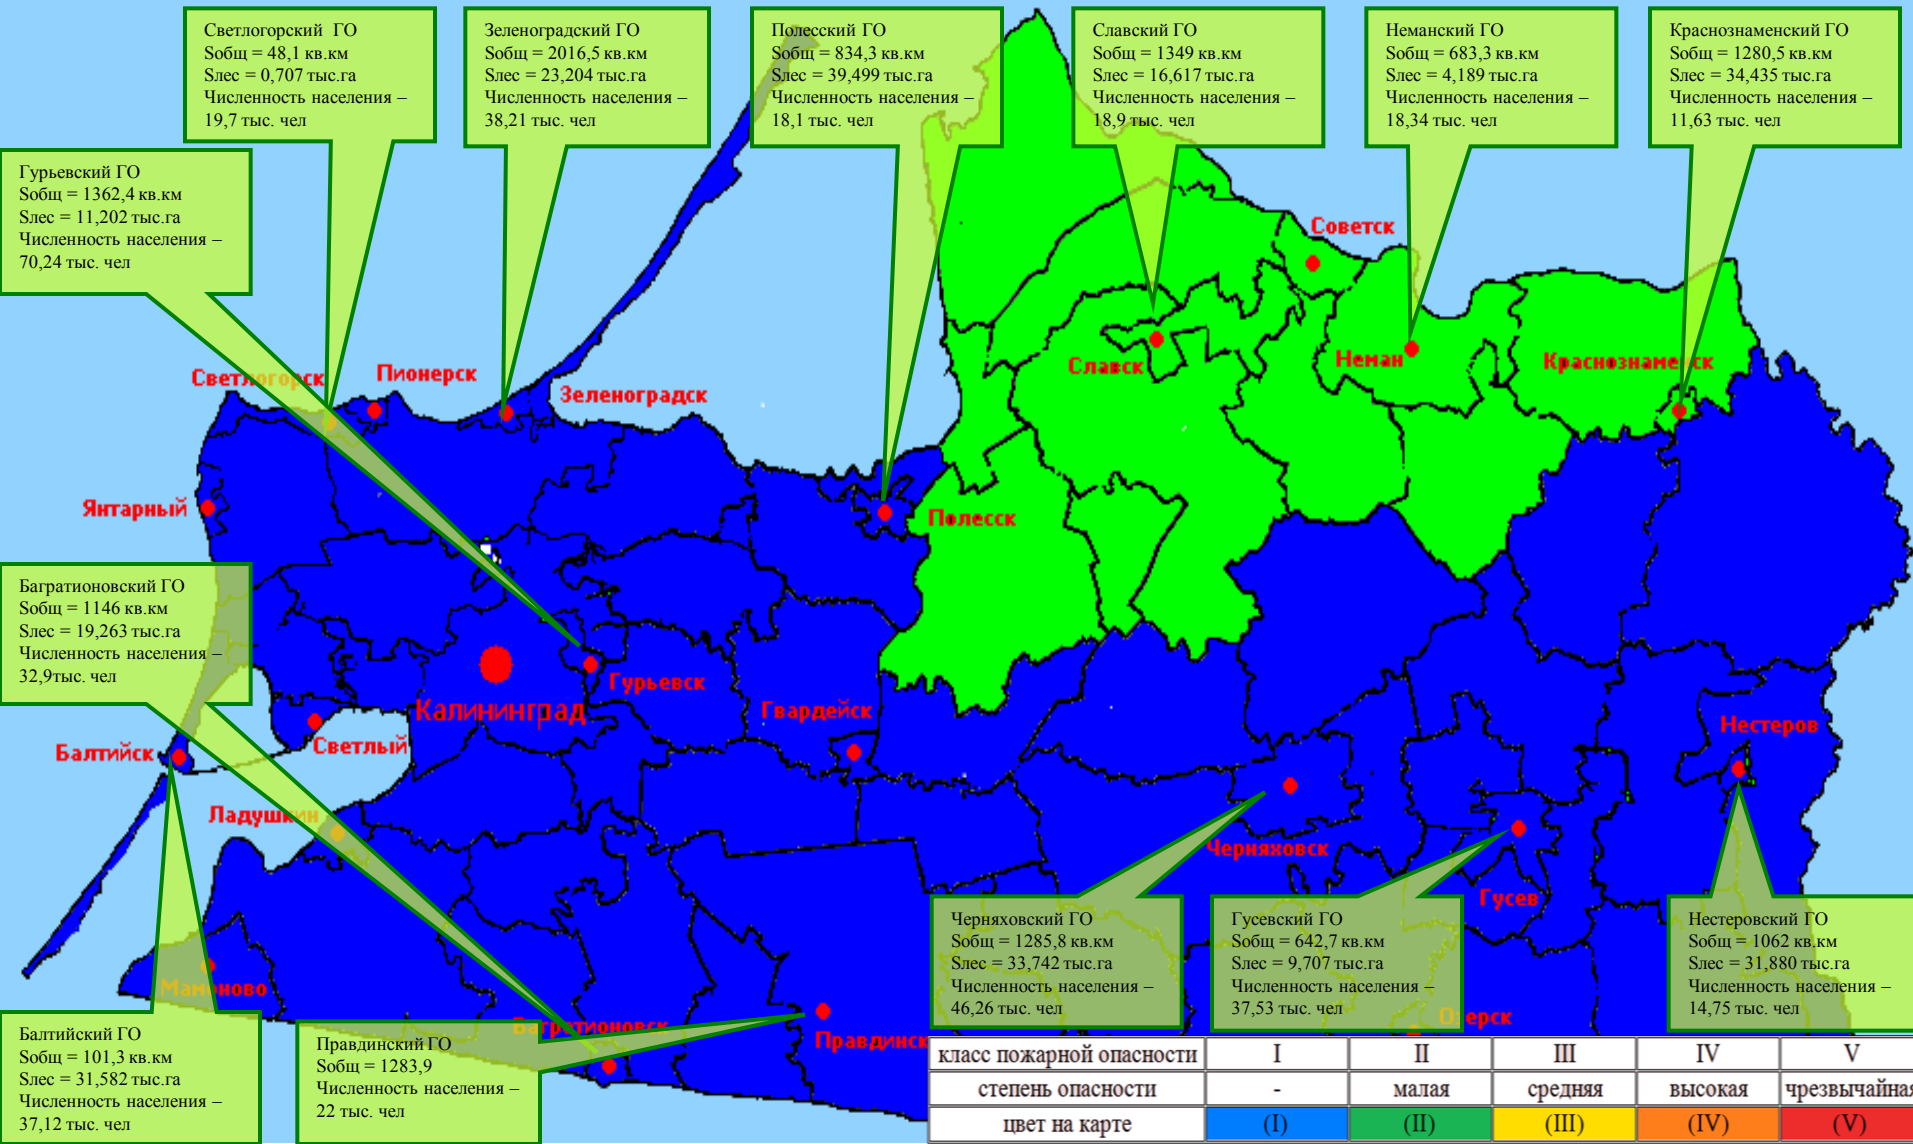 Светлогорский ГО
Sобщ = 48,1 кв.км
Sлес = 0,707 тыс.га
Численность населения –
19,7 тыс. чел
Зеленоградский ГО
Sобщ = 2016,5 кв.км
Sлес = 23,204 тыс.га
Численность населения –
38,21 тыс. чел
Полесский ГО
Sобщ = 834,3 кв.км
Sлес = 39,499 тыс.га
Численность населения –
18,1 тыс. чел
Славский ГО
Sобщ = 1349 кв.км
Sлес = 16,617 тыс.га
Численность населения –
18,9 тыс. чел
Неманский ГО
Sобщ = 683,3 кв.км
Sлес = 4,189 тыс.га
Численность населения –
18,34 тыс. чел
Краснознаменский ГО
Sобщ = 1280,5 кв.км
Sлес = 34,435 тыс.га
Численность населения –
11,63 тыс. чел
Гурьевский ГО
Sобщ = 1362,4 кв.км
Sлес = 11,202 тыс.га
Численность населения –
70,24 тыс. чел
Советск
Неман
Славск
Краснознаменск
Светлогорск
Пионерск
Зеленоградск
Янтарный
Полесск
Багратионовский ГО
Sобщ = 1146 кв.км
Sлес = 19,263 тыс.га
Численность населения –
32,9тыс. чел
Гурьевск
Калининград
Гвардейск
Нестеров
Светлый
Балтийск
Ладушкин
Черняховск
Гусев
Мамоново
Багратионовск
Правдинск
Озерск
Черняховский ГО
Sобщ = 1285,8 кв.км
Sлес = 33,742 тыс.га
Численность населения –
46,26 тыс. чел
Гусевский ГО
Sобщ = 642,7 кв.км
Sлес = 9,707 тыс.га
Численность населения –
37,53 тыс. чел
Нестеровский ГО
Sобщ = 1062 кв.км
Sлес = 31,880 тыс.га
Численность населения –
14,75 тыс. чел
Балтийский ГО
Sобщ = 101,3 кв.км
Sлес = 31,582 тыс.га
Численность населения –
37,12 тыс. чел
Правдинский ГО
Sобщ = 1283,9
Численность населения –
22 тыс. чел
класс пожарной опасности I II III IV V
степень опасности - малая средняя высокая чрезвычайная
цвет на карте (I) (II) (III) (IV) (V)